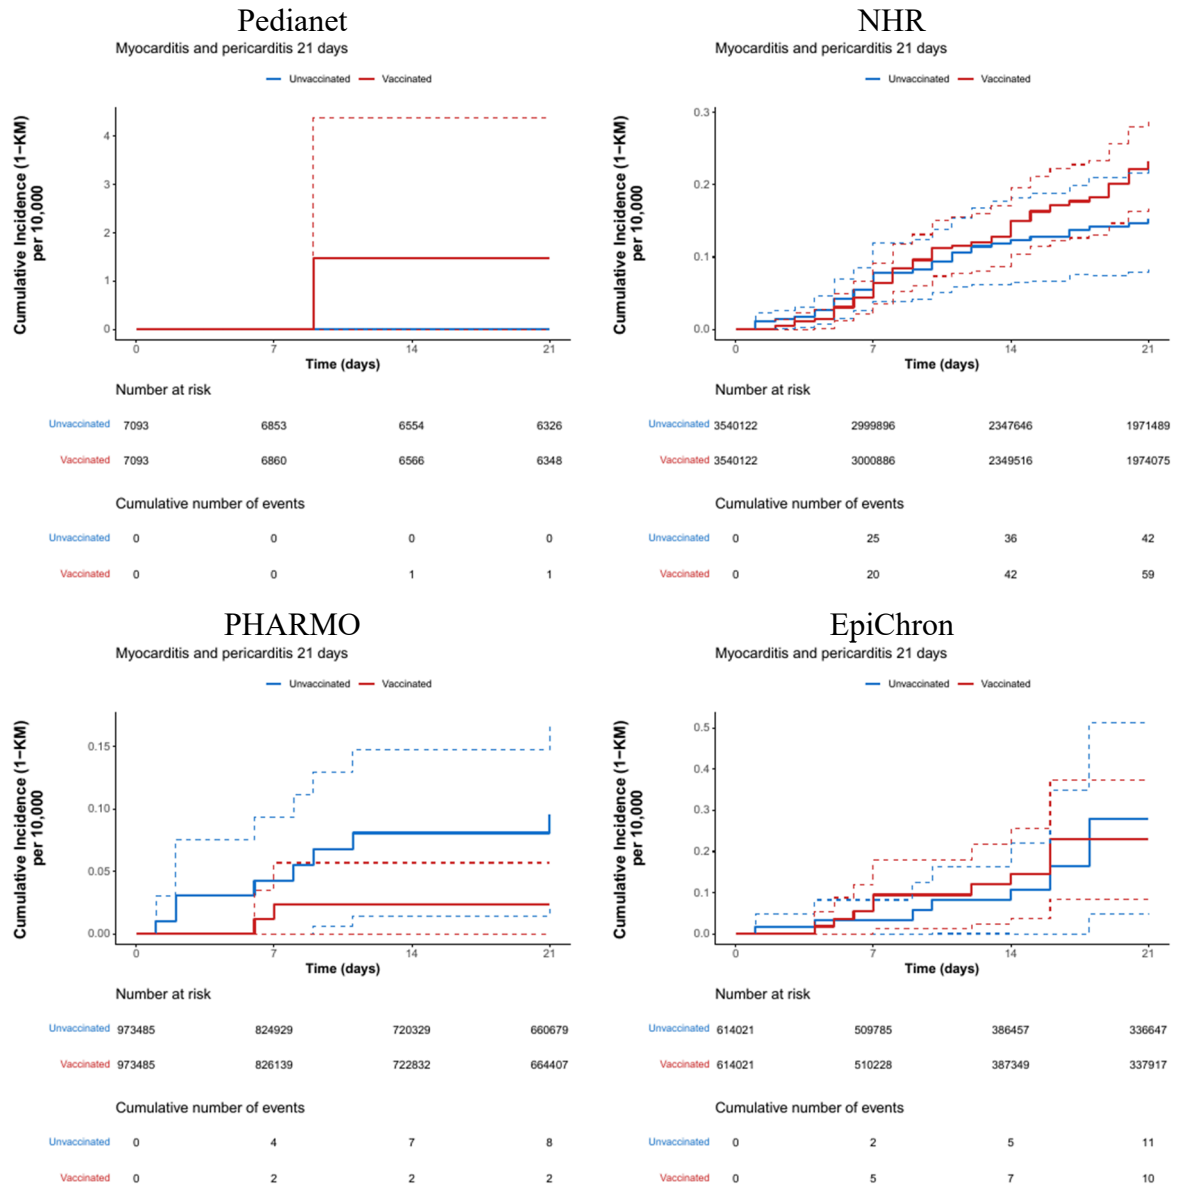 Pedianet
Myocarditis and pericarditis 21 days
Unvaccinated Vaccinated
Cumulative Incidence (1−KM)
per 10,000
4
3
2
1
0
0 7 14 21
Time (days)
Number at risk
Unvaccinated 7093 6853 6554 6326
Vaccinated 7093 6860 6566 6348
Cumulative number of events
Unvaccinated 0 0 0 0
Vaccinated 0 0 1 1
NHR
Myocarditis and pericarditis 21 days
Unvaccinated Vaccinated
Cumulative Incidence (1−KM)
per 10,000
0.3
0.2
0.1
0.0
0 7 14 21
Time (days)
Number at risk
Unvaccinated 3540122 2999896 2347646 1971489
Vaccinated 3540122 3000886 2349516 1974075
Cumulative number of events
Unvaccinated 0 25 36 42
Vaccinated 0 20 42 59
PHARMO
Myocarditis and pericarditis 21 days
Unvaccinated Vaccinated
Cumulative Incidence (1−KM)
per 10,000
0.15
0.10
0.05
0.00
0 7 14 21
Time (days)
Number at risk
Unvaccinated 973485 824929 720329 660679
Vaccinated 973485 826139 722832 664407
Cumulative number of events
Unvaccinated 0 4 7 8
Vaccinated 0 2 2 2
EpiChron
Myocarditis and pericarditis 21 days
Unvaccinated Vaccinated
Cumulative Incidence (1−KM)
per 10,000
0.5
0.4
0.3
0.2
0.1
0.0
0 7 14 21
Time (days)
Number at risk
Unvaccinated 614021 509785 386457 336647
Vaccinated 614021 510228 387349 337917
Cumulative number of events
Unvaccinated 0 2 5 11
Vaccinated 0 5 7 10